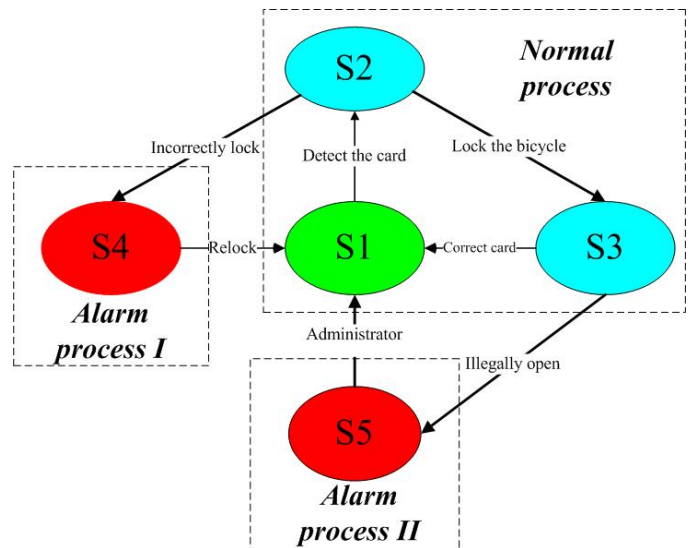 S2
Normal
process
Incorrectly lock
Detect the card
Lock the bicycle
S4
Relock
S1
Correct card
S3
Alarm
process I
Administrator
Illegally open
S5
Alarm
process II